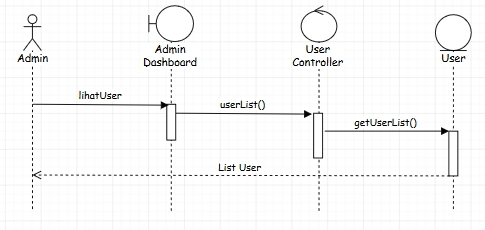 Admin
Admin
Dashboard
User
Controller
User
lihatUser
userList()
getUserList()
List User